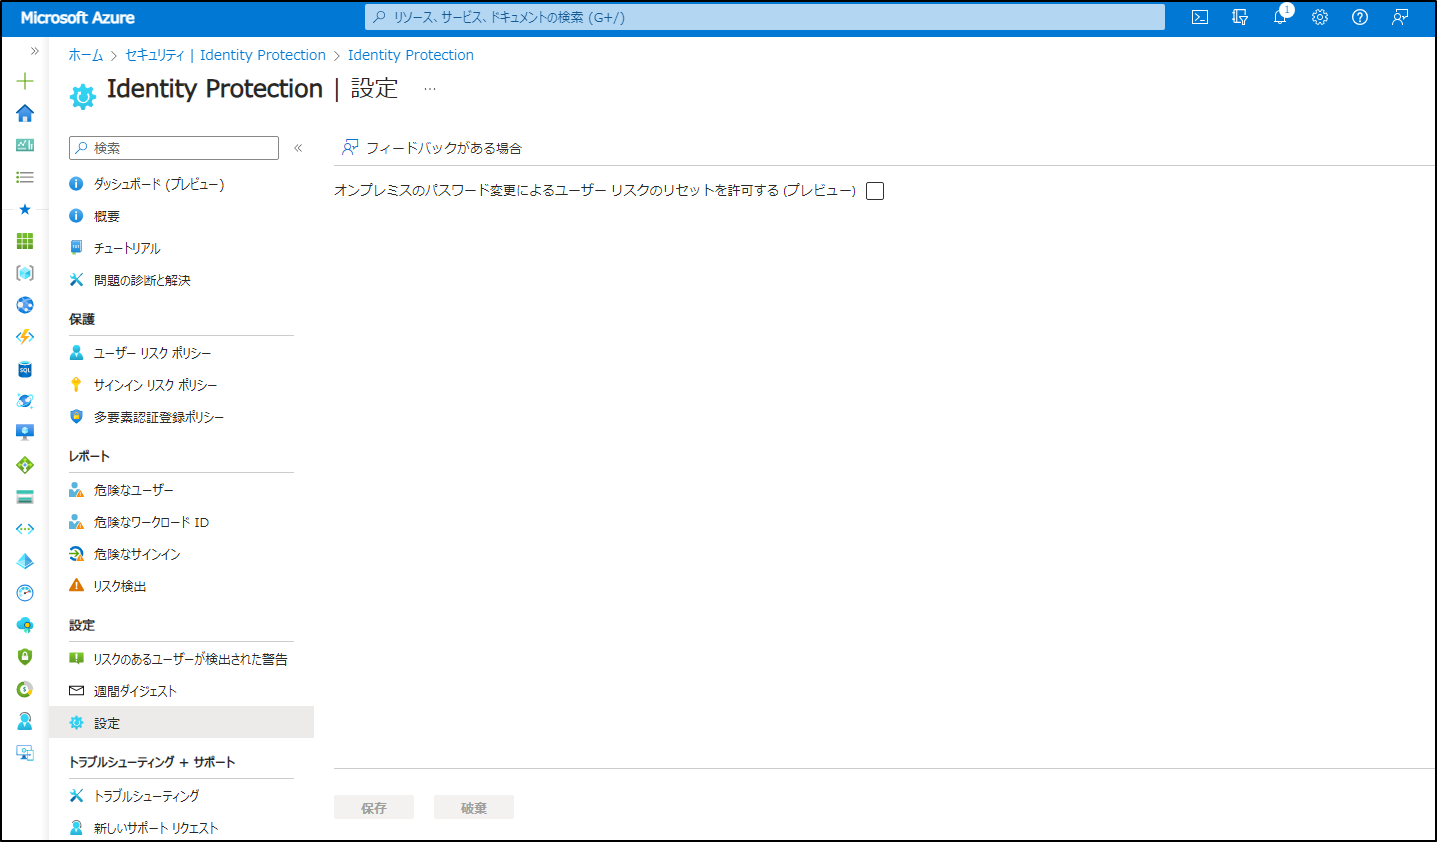 Microsoft Azure
リソース、サービス、ドキュメントの検索 (G+/)
1
ホーム > セキュリティ | Identity Protection > Identity Protection
Identity Protection | 設定 …
検索
フィードバックがある場合
オンプレミスのパスワード変更によるユーザー リスクのリセットを許可する (プレビュー)
ダッシュボード (プレビュー)
概要
チュートリアル
問題の診断と解決
保護
ユーザー リスク ポリシー
サインイン リスク ポリシー
多要素認証登録ポリシー
レポート
危険なユーザー
危険なワークロード ID
危険なサインイン
リスク検出
設定
リスクのあるユーザーが検出された警告
週間ダイジェスト
設定
トラブルシューティング + サポート
トラブルシューティング
新しいサポート リクエスト
保存
破棄
SQL